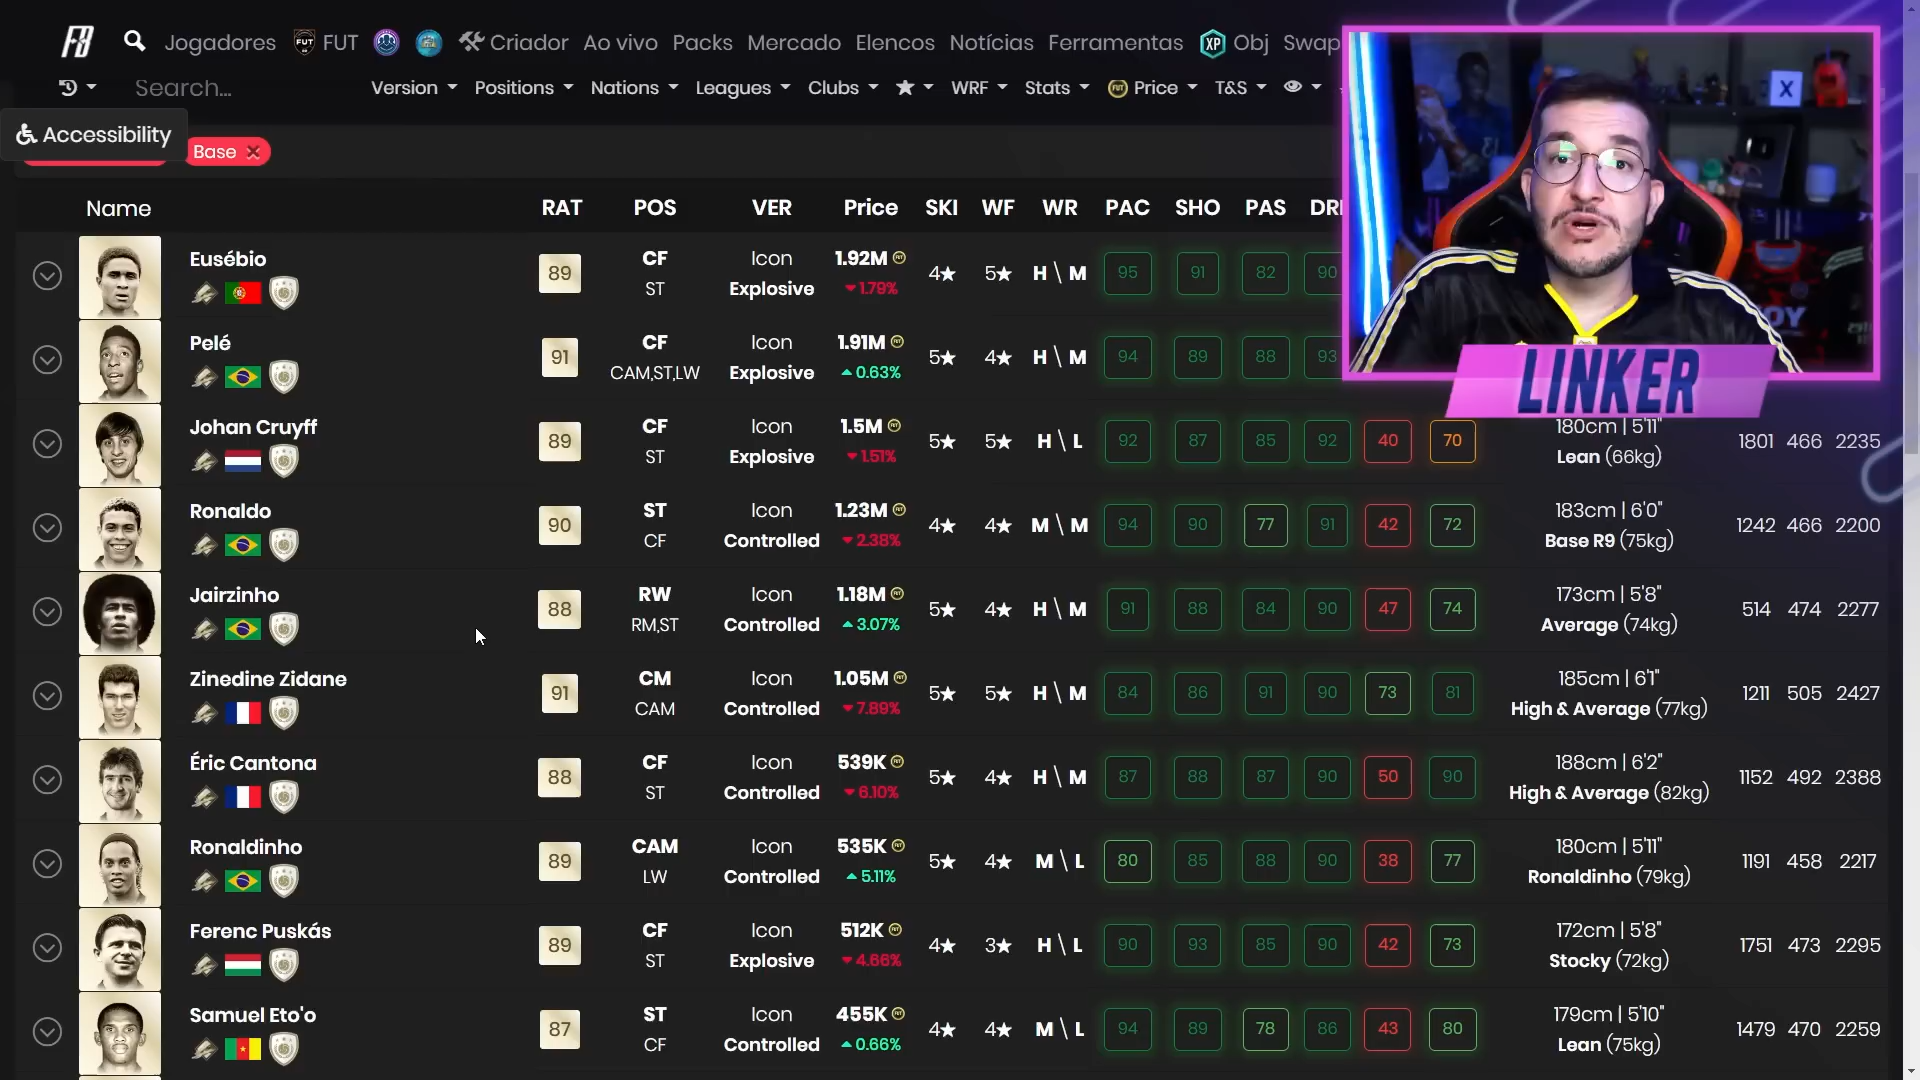 Jogadores FUT Criador Ao vivo Packs Mercado Elencos Notícias Ferramentas XP Obj Swap
Search... Version Positions Nations Leagues Clubs WRF Stats Price T&S
Accessibility
Base
Name RAT POS VER Price SKI WF WR PAC SHO PAS DRI
Eusébio 89 CF ST Icon Explosive 1.92M 1.79% 4★ 5★ H \ M 95 91 82 90
Pelé 91 CF CAM,ST,LW Icon Explosive 1.91M 0.63% 5★ 4★ H \ M 94 89 88 93
LINKER
Johan Cruyff 89 CF ST Icon Explosive 1.5M 1.51% 5★ 5★ H \ L 92 87 85 92 40 70 180cm | 5'11" Lean (66kg) 1801 466 2235
Ronaldo 90 ST CF Icon Controlled 1.23M 2.38% 4★ 4★ M \ M 94 90 77 91 42 72 183cm | 6'0" Base R9 (75kg) 1242 466 2200
Jairzinho 88 RW RM,ST Icon Controlled 1.18M 3.07% 5★ 4★ H \ M 91 88 84 90 47 74 173cm | 5'8" Average (74kg) 514 474 2277
Zinedine Zidane 91 CM CAM Icon Controlled 1.05M 7.89% 5★ 5★ H \ M 84 86 91 90 73 81 185cm | 6'1" High & Average (77kg) 1211 505 2427
Éric Cantona 88 CF ST Icon Controlled 539K 6.10% 5★ 4★ H \ M 87 88 87 90 50 90 188cm | 6'2" High & Average (82kg) 1152 492 2388
Ronaldinho 89 CAM LW Icon Controlled 535K 5.11% 5★ 4★ M \ L 80 85 88 90 38 77 180cm | 5'11" Ronaldinho (79kg) 1191 458 2217
Ferenc Puskás 89 CF ST Icon Explosive 512K 4.66% 4★ 3★ H \ L 90 93 85 90 42 73 172cm | 5'8" Stocky (72kg) 1751 473 2295
Samuel Eto'o 87 ST CF Icon Controlled 455K 0.66% 4★ 4★ M \ L 94 89 78 86 43 80 179cm | 5'10" Lean (75kg) 1479 470 2259